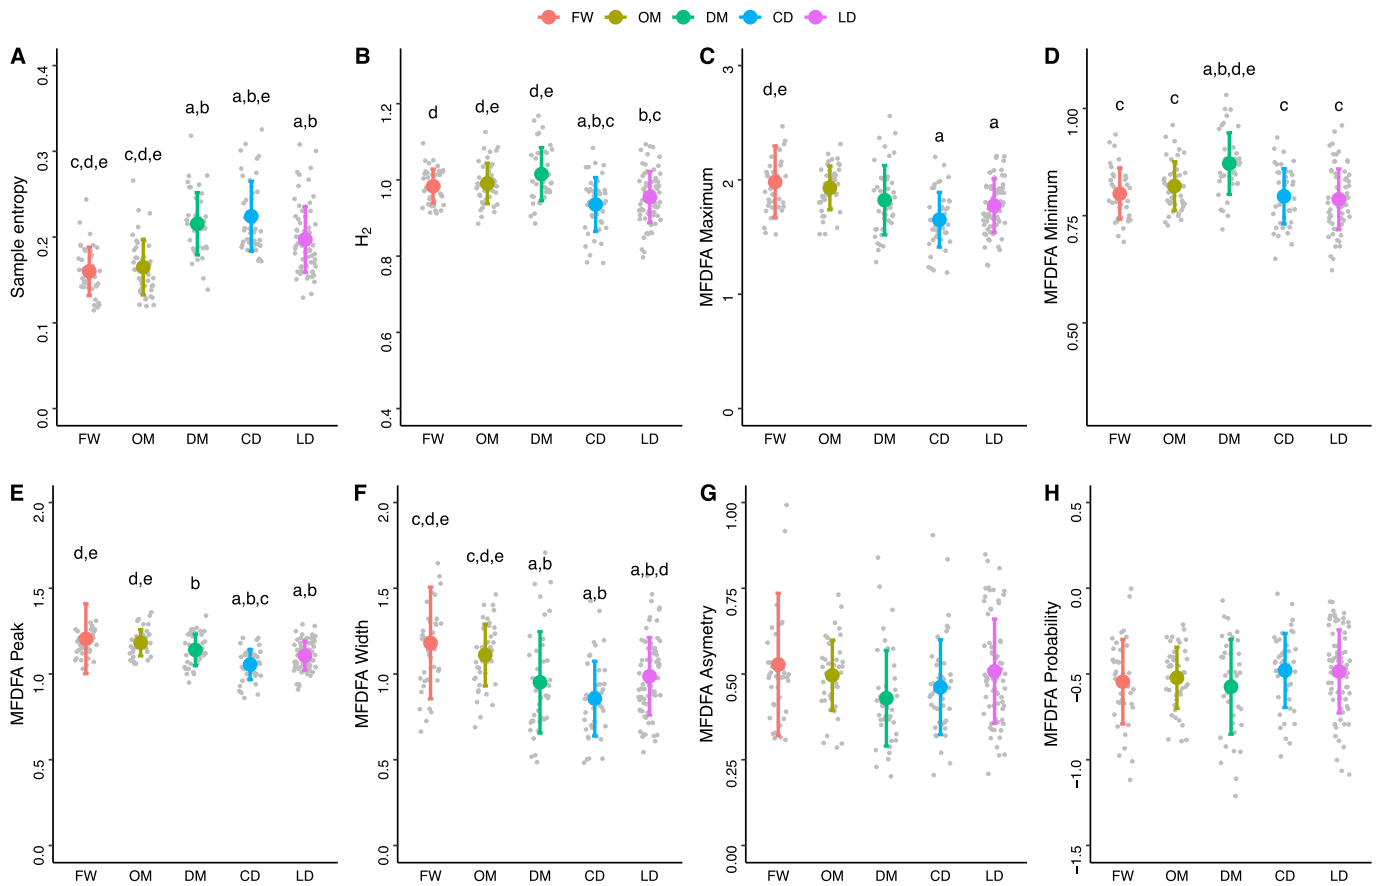 FW OM DM CD LD
A
Sample entropy
0.0 0.1 0.2 0.3 0.4
c,d,e c,d,e a,b a,b,e a,b
FW OM DM CD LD
B
H2
0.4 0.6 0.8 1.0 1.2
d d,e d,e a,b,c b,c
FW OM DM CD LD
C
MFDFA Maximum
0 1 2 3
d,e a a
FW OM DM CD LD
D
MFDFA Minimum
0.50 0.75 1.00
c c a,b,d,e c c
FW OM DM CD LD
E
MFDFA Peak
0.0 0.5 1.0 1.5 2.0
d,e d,e b a,b,c a,b
FW OM DM CD LD
F
MFDFA Width
0.0 0.5 1.0 1.5 2.0
c,d,e c,d,e a,b a,b a,b,d
FW OM DM CD LD
G
MFDFA Asymetry
0.00 0.25 0.50 0.75 1.00
FW OM DM CD LD
H
MFDFA Probability
−1.5 −1.0 −0.5 0.0 0.5
FW OM DM CD LD